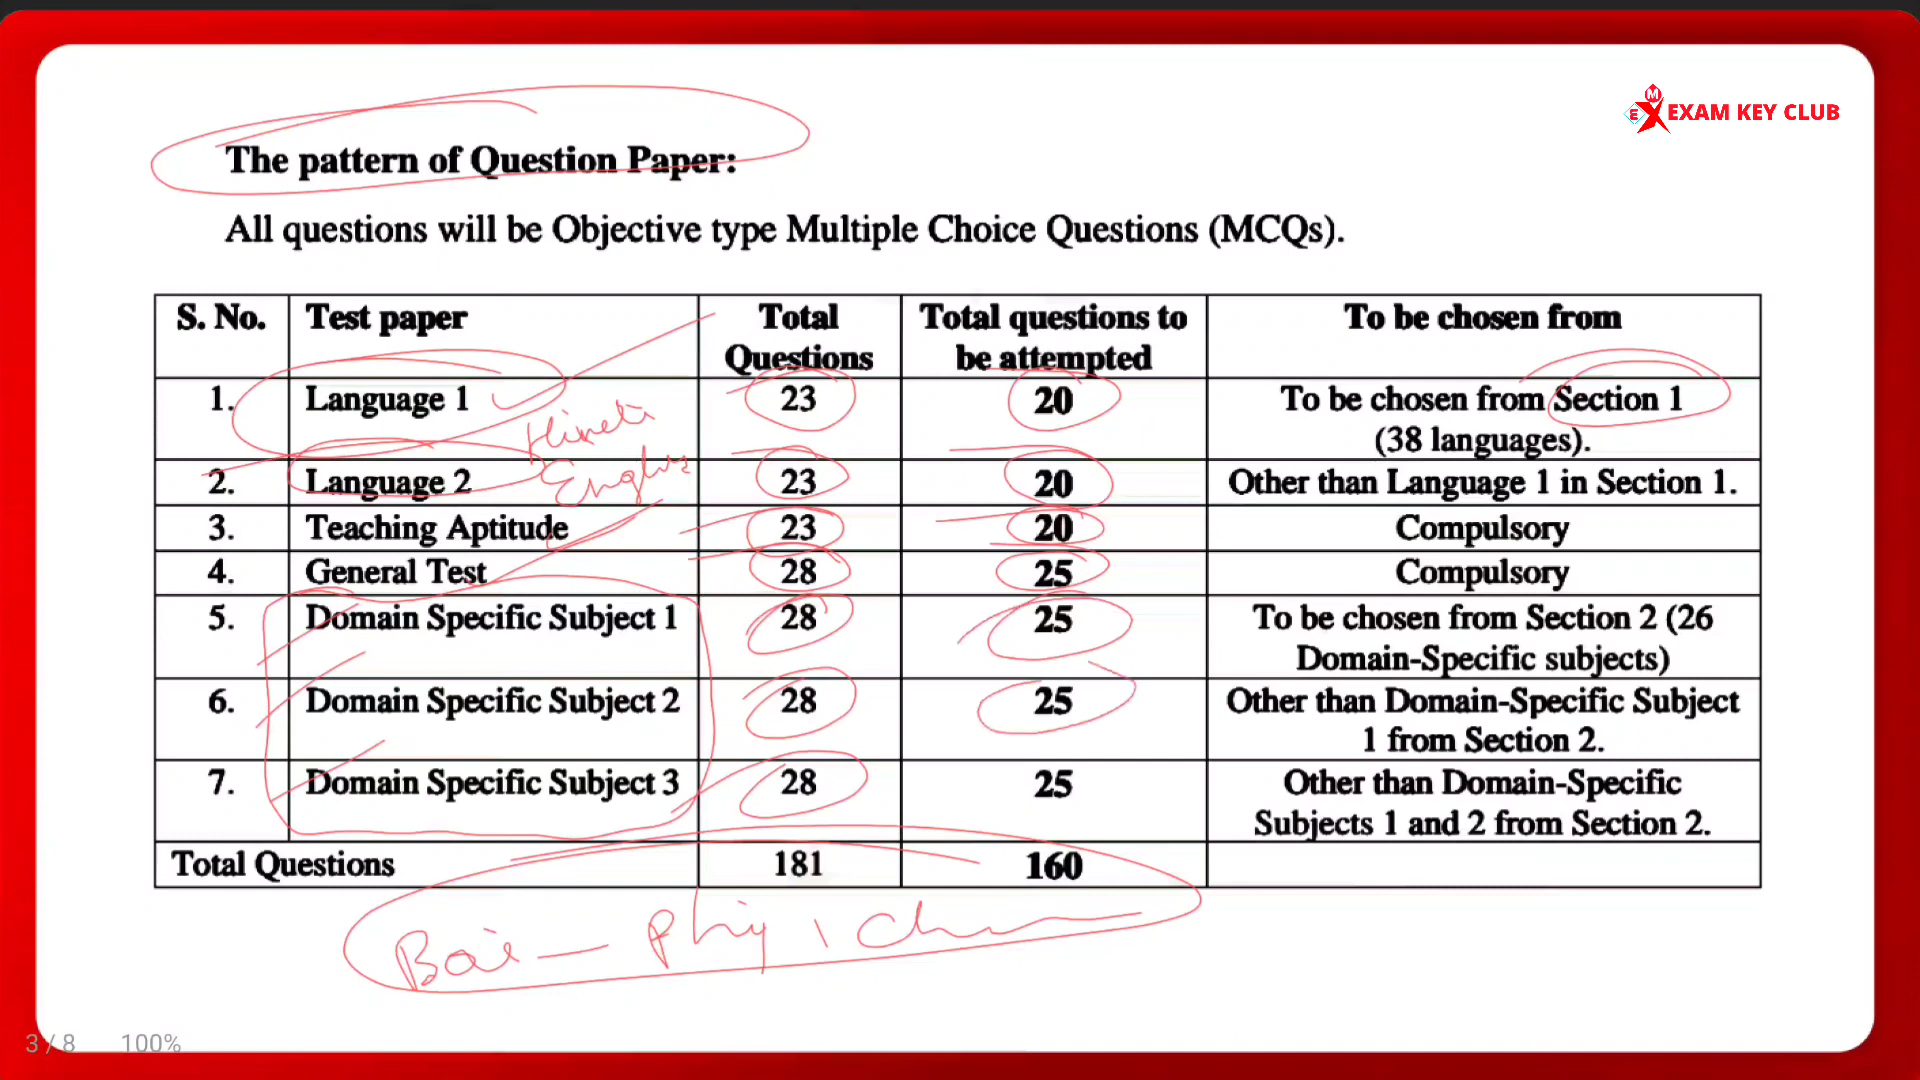 EXAM KEY CLUB
The pattern of Question Paper:
All questions will be Objective type Multiple Choice Questions (MCQs).
S. No. Test paper Total Questions Total questions to be attempted To be chosen from
1. Language 1 23 20 To be chosen from Section 1 (38 languages).
Hindi
2. Language 2 23 20 Other than Language 1 in Section 1.
3. Teaching Aptitude 23 20 Compulsory
4. General Test 28 25 Compulsory
5. Domain Specific Subject 1 28 25 To be chosen from Section 2 (26 Domain-Specific subjects)
6. Domain Specific Subject 2 28 25 Other than Domain-Specific Subject 1 from Section 2.
7. Domain Specific Subject 3 28 25 Other than Domain-Specific Subjects 1 and 2 from Section 2.
Total Questions 181 160
3 / 8 100%